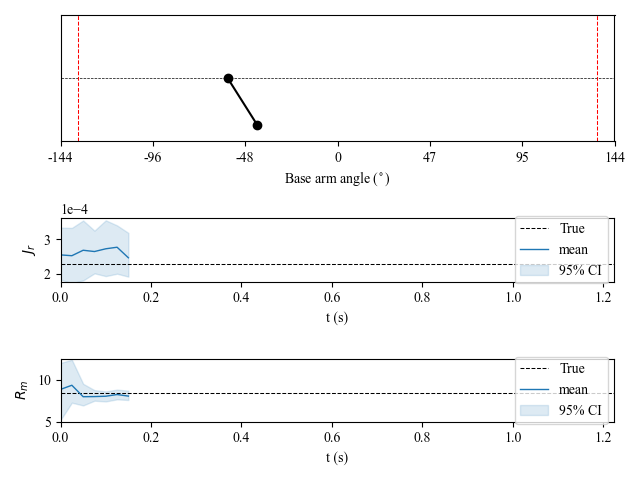 -144 -96 -48 0 47 95 144
Base arm angle (°)
1e−4
3
2
J_r
True
mean
95% CI
0.0 0.2 0.4 0.6 0.8 1.0 1.2
t (s)
10
5
R_m
True
mean
95% CI
0.0 0.2 0.4 0.6 0.8 1.0 1.2
t (s)